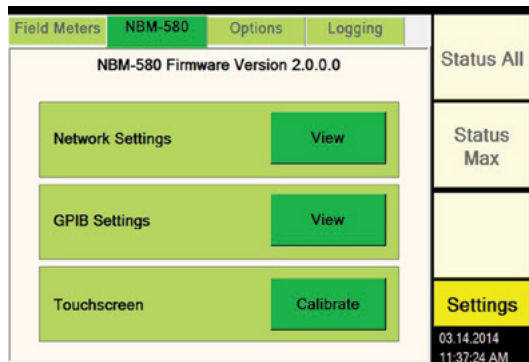 Field Meters NBM-580 Options Logging
NBM-580 Firmware Version 2.0.0.0
Network Settings View
GPIB Settings View
Touchscreen Calibrate
Status All
Status
Max
Settings
03.14.2014
11:37:24 AM